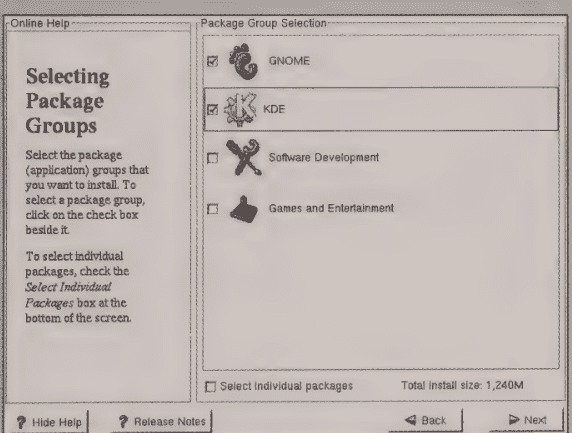 Online Help
Selecting
Package
Groups
Select the package
(application) groups that
you want to install. To
select a package group,
click on the check box
beside it.
To select individual
packages, check the
Select Individual
Packages box at the
bottom of the screen.
Package Group Selection
GNOME
KDE
Software Development
Games and Entertainment
Select individual packages
Total install size: 1,240M
? Hide Help
? Release Notes
Back
Next